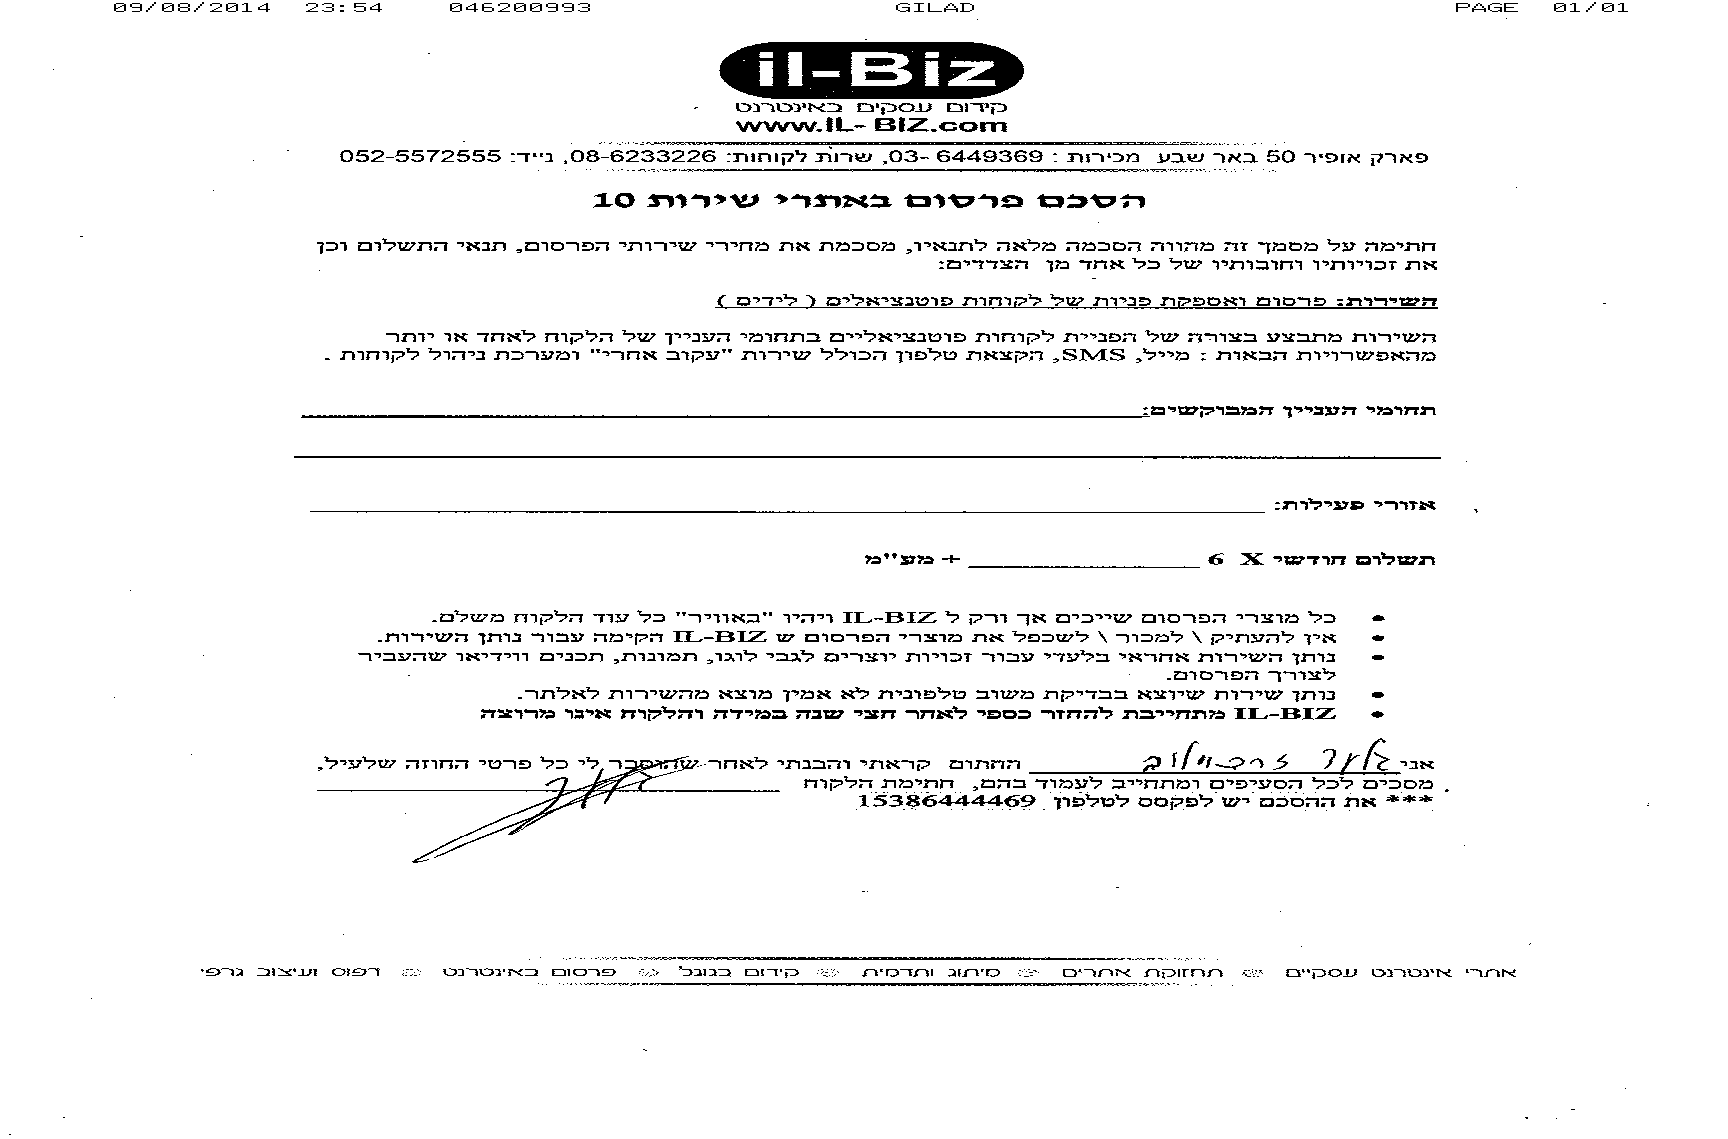 09/08/2014 23:54 046200993 GILAD PAGE 01/01
il-Biz
קידום עסקים באינטרנט
www.IL- BIZ.com
פארק אופיר 50 באר שבע מכירות : 03- 6449369, שרות לקוחות: 08-6233226, נייד: 052-5572555
הסכם פרסום באתרי שירות 10
חתימה על מסמך זה מהווה הסכמה מלאה לתנאיו, מסכמת את מחירי שירותי הפרסום, תנאי התשלום וכן
את זכויותיו וחובותיו של כל אחד מן הצדדים:
השירות: פרסום ואספקת פניות של לקוחות פוטנציאלים ( לידים )
השירות מתבצע בצורה של הפניית לקוחות פוטנציאליים בתחומי העניין של הלקוח לאחד או יותר
מהאפשרויות הבאות : מייל, SMS, הקצאת טלפון הכולל שירות "עקוב אחרי" ומערכת ניהול לקוחות .
תחומי העניין המבוקשים:
אזורי פעילות:
תשלום חודשי X 6 + מע"מ
• כל מוצרי הפרסום שייכים אך ורק ל IL-BIZ ויהיו "באוויר" כל עוד הלקוח משלם.
• אין להעתיק \ למכור \ לשכפל את מוצרי הפרסום ש IL-BIZ הקימה עבור נותן השירות.
• נותן השירות אחראי בלעדי עבור זכויות יוצרים לגבי לוגו, תמונות, תכנים ווידיאו שהעביר
לצורך הפרסום.
• נותן שירות שיוצא בבדיקת משוב טלפונית לא אמין מוצא מהשירות לאלתר.
• IL-BIZ מתחייבת להחזר כספי לאחר חצי שנה במידה והלקוח אינו מרוצה
אני גלעד החתום קראתי והבנתי לאחר שהוסבר לי כל פרטי החוזה שלעיל,
מסכים לכל הסעיפים ומתחייב לעמוד בהם, חתימת הלקוח
*** את ההסכם יש לפקסס לטלפון 15386444469
אתרי אינטרנט עסקיים תחזוקת אתרים מיתוג ותדמית קידום בגוגל פרסום באינטרנט דפוס ועיצוב גרפי